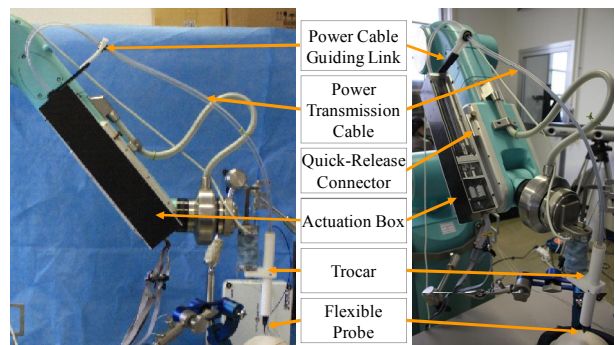 Power Cable
Guiding Link
Power
Transmission
Cable
Quick-Release
Connector
Actuation Box
Trocar
Flexible
Probe